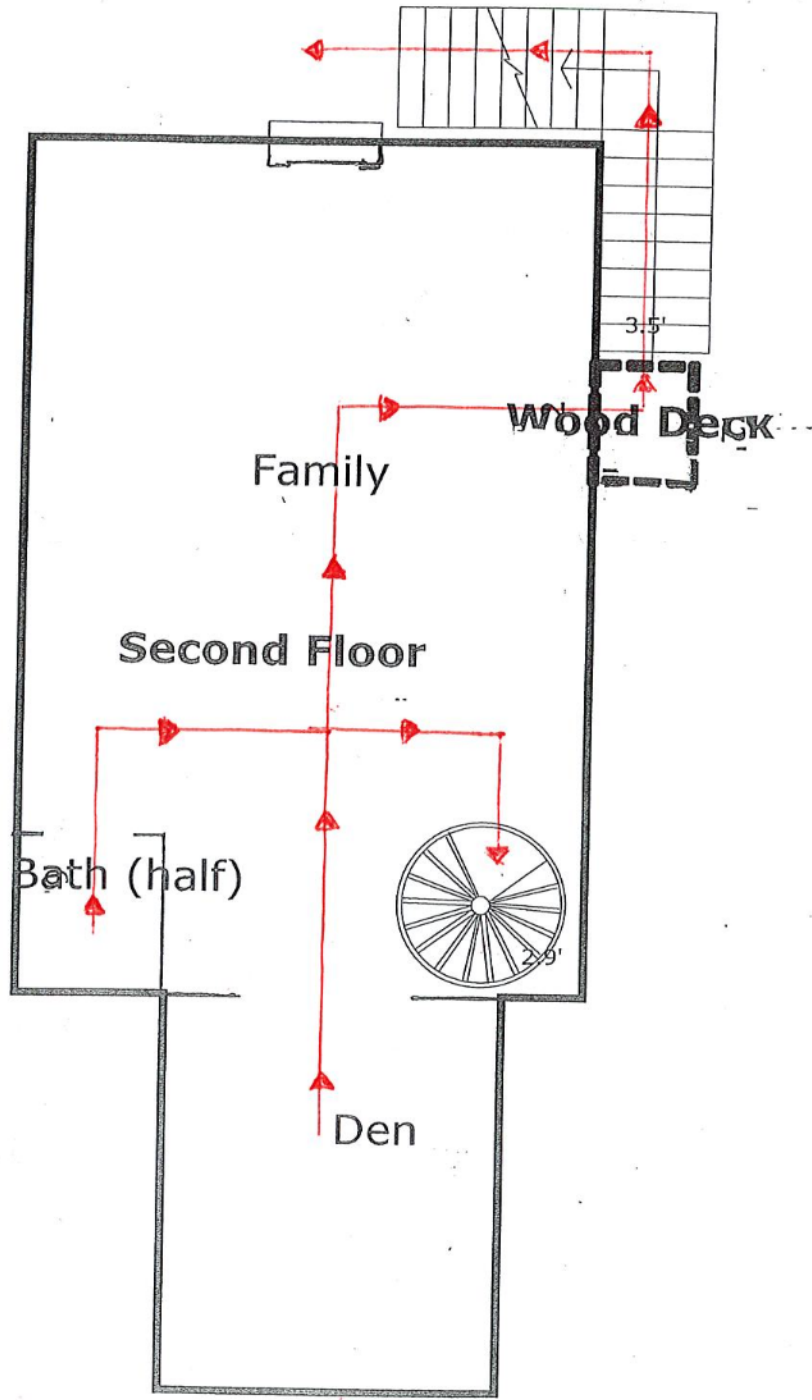 3.5'
Wood Deck
Family
Second Floor
Bath (half)
2.9'
Den